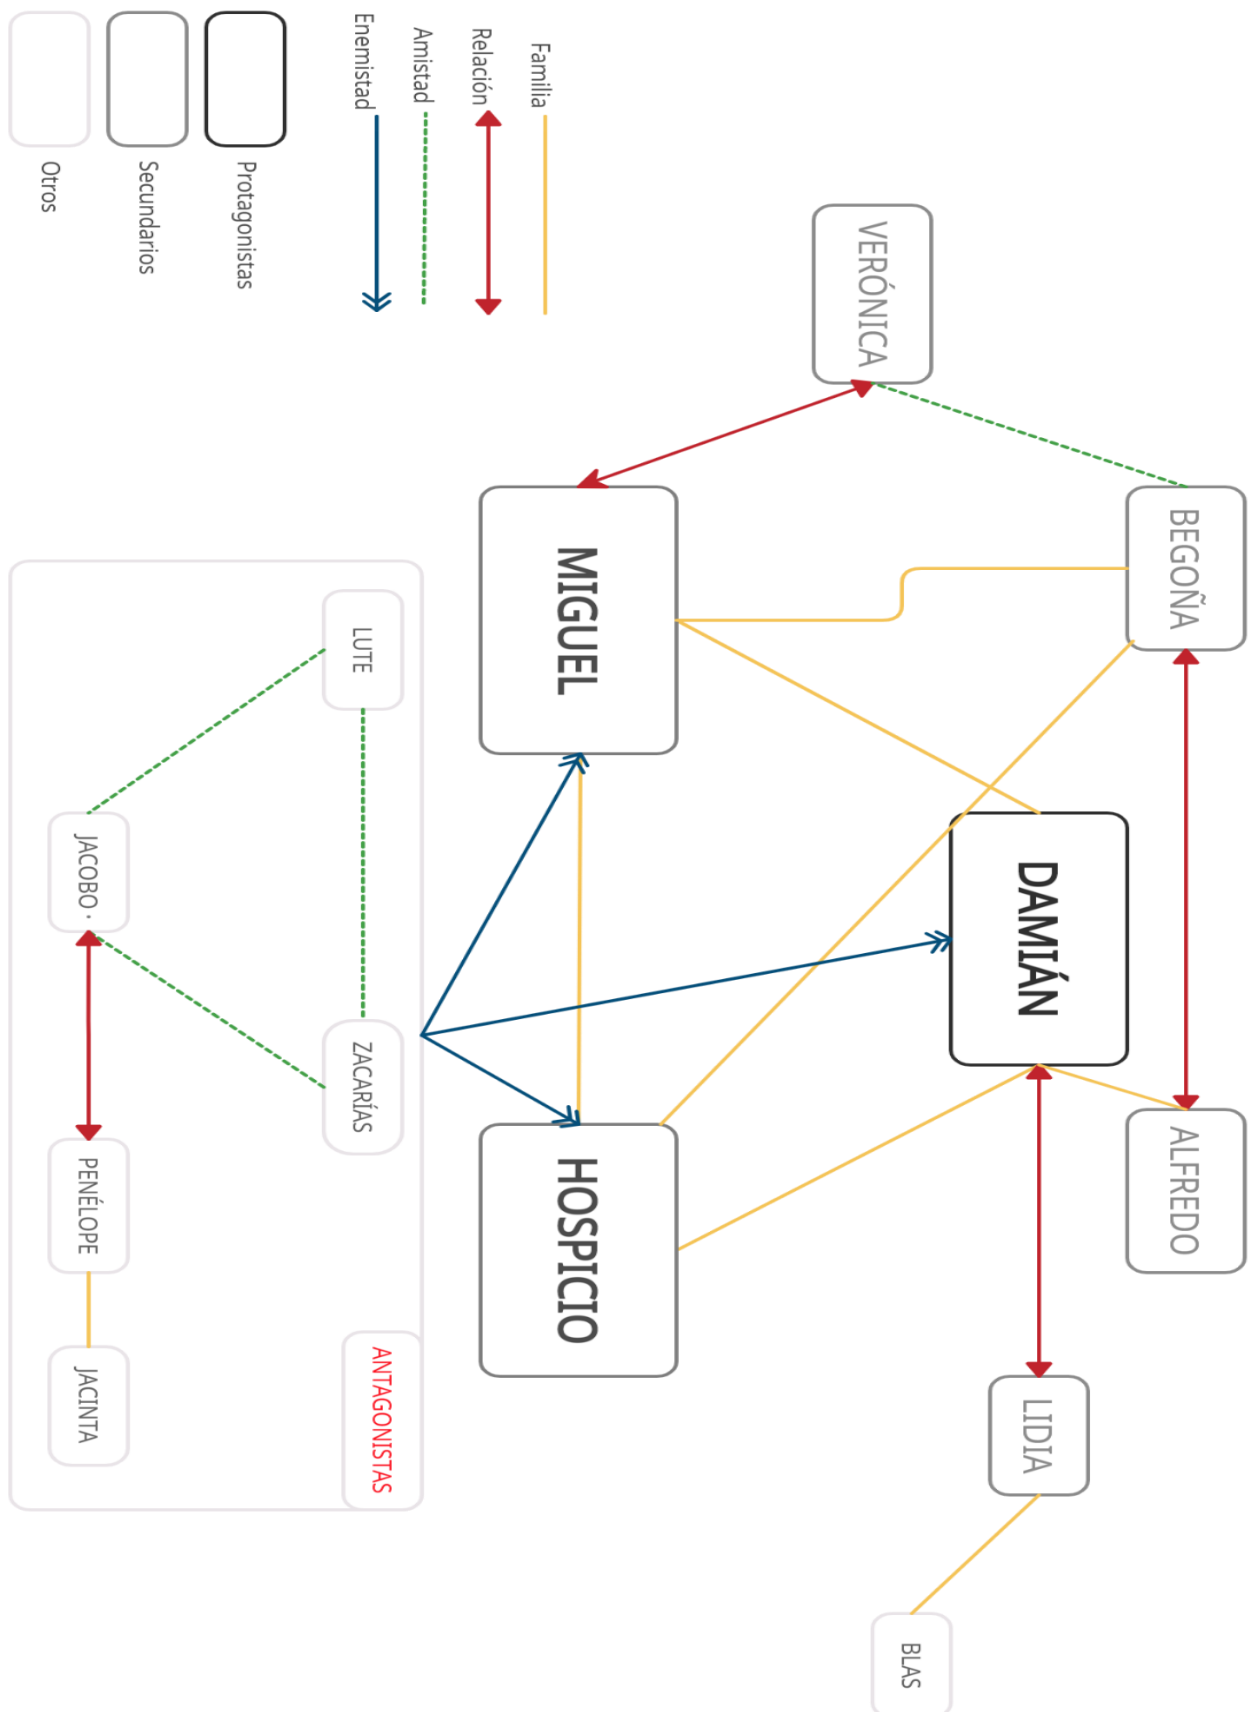 BEGOÑA
ALFREDO
DAMIÁN
LIDIA
VERÓNICA
BLAS
MIGUEL
HOSPICIO
Familia
Relación
Amistad
Enemistad
ANTAGONISTAS
LUTE
ZACARÍAS
JACOBO ·
PENÉLOPE
JACINTA
Protagonistas
Secundarios
Otros